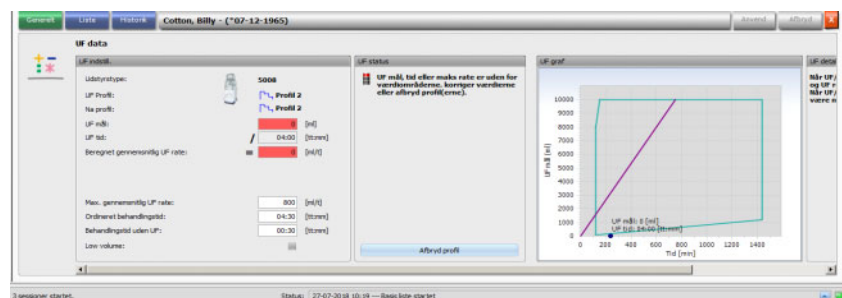 Generelt Liste Historik Cotton, Billy - (*07-12-1965) Anvend Afbryd X
UF data
UF indstil. UF status UF graf UF deta
Udstyrstype: 5008
UF Profil: Profil 2
Na profil: Profil 2
UF mål: 0 [ml]
UF tid: / 04:00 [tt:mm]
Beregnet gennemsnitlig UF rate: = 0 [ml/t]
Max. gennemsnitlig UF rate: 800 [ml/t]
Ordineret behandlingstid: 04:30 [tt:mm]
Behandlingstid uden UF: 00:30 [tt:mm]
Low volume:
UF mål, tid eller maks rate er uden for
værdiområderne, korriger værdierne
eller afbryd profil(erne).
Afbryd profil
UF mål (ml)
10000
9000
8000
7000
6000
5000
4000
3000
2000
1000
0
UF mål: 0 [ml]
UF tid: 04:00 [tt:mm]
0 200 400 600 800 1000 1200 1400
Tid [min]
Når UF/
og UF r
Når UF/
være n
3 sessioner startet. Status: 27-07-2018 10:19 --- Basis liste startet